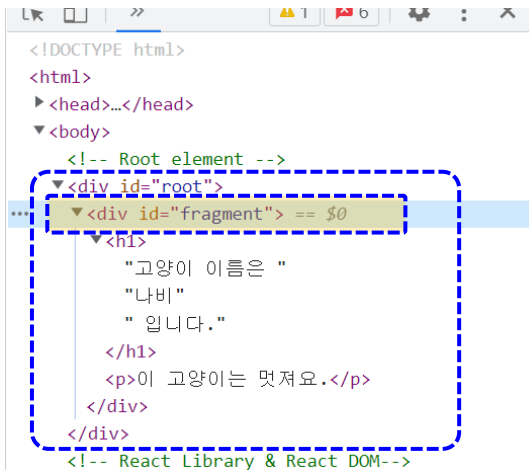 1 6
<!DOCTYPE html>
<html>
<head>…</head>
<body>
<!-- Root element -->
<div id="root">
<div id="fragment"> == $0
<h1>
"고양이 이름은 "
"나비"
" 입니다."
</h1>
<p>이 고양이는 멋져요.</p>
</div>
</div>
<!-- React Library & React DOM-->